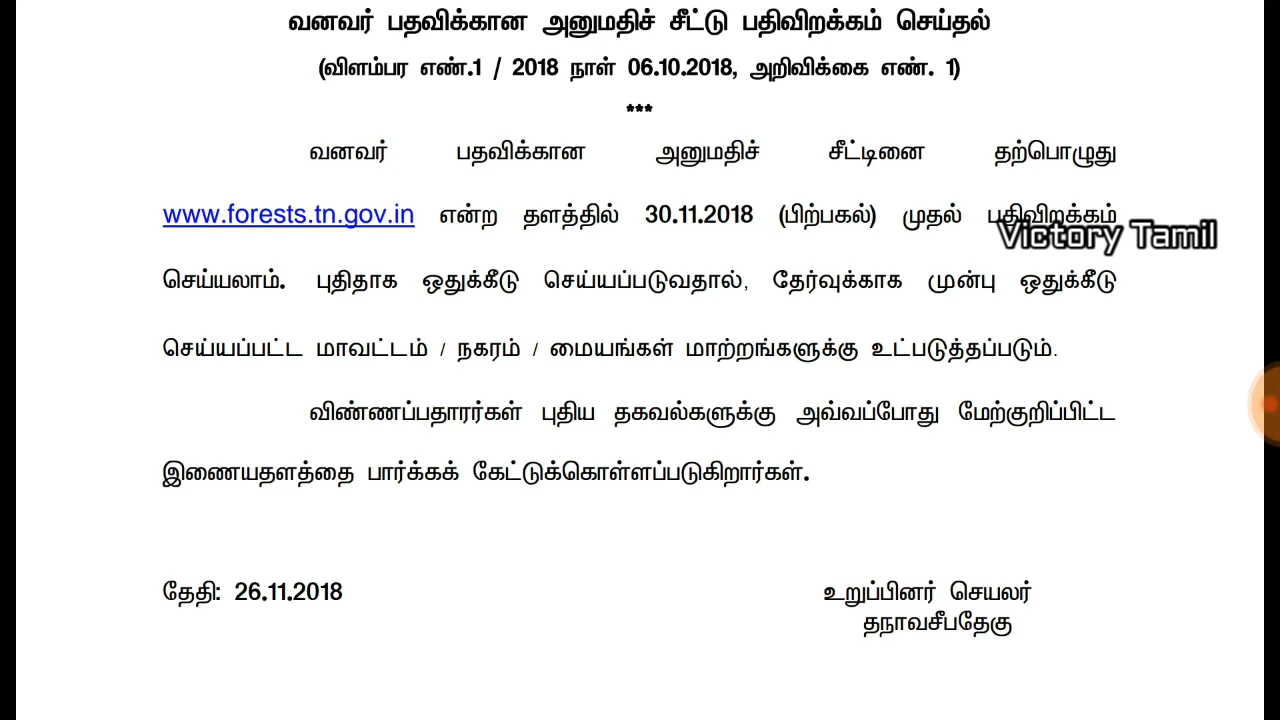 வனவர் பதவிக்கான அனுமதிச் சீட்டு பதிவிறக்கம் செய்தல்
(விளம்பர எண்.1 / 2018 நாள் 06.10.2018, அறிவிக்கை எண். 1)
***
வனவர் பதவிக்கான அனுமதிச் சீட்டினை தற்பொழுது
www.forests.tn.gov.in என்ற தளத்தில் 30.11.2018 (பிற்பகல்) முதல் பதிவிறக்கம்
Victory Tamil
செய்யலாம். புதிதாக ஒதுக்கீடு செய்யப்படுவதால், தேர்வுக்காக முன்பு ஒதுக்கீடு
செய்யப்பட்ட மாவட்டம் / நகரம் / மையங்கள் மாற்றங்களுக்கு உட்படுத்தப்படும்.
விண்ணப்பதாரர்கள் புதிய தகவல்களுக்கு அவ்வப்போது மேற்குறிப்பிட்ட
இணையதளத்தை பார்க்கக் கேட்டுக்கொள்ளப்படுகிறார்கள்.
தேதி: 26.11.2018 உறுப்பினர் செயலர்
தநாவசீபதேகு